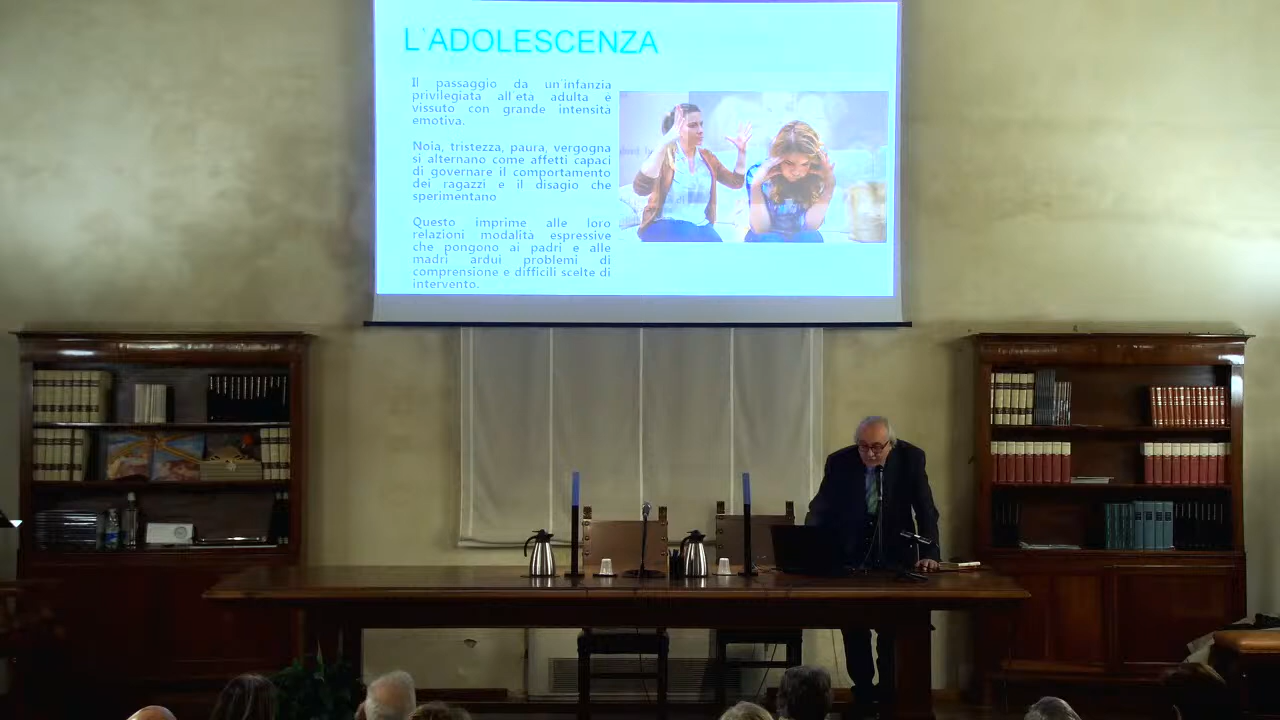 L'ADOLESCENZA
Il passaggio da un'infanzia
privilegiata all'età adulta è
vissuto con grande intensità
emotiva.
Noia, tristezza, paura, vergogna
si alternano come affetti capaci
di governare il comportamento
dei ragazzi e il disagio che
sperimentano
Questo imprime alle loro
relazioni modalità espressive
che pongono ai padri e alle
madri ardui problemi di
comprensione e difficili scelte di
intervento.